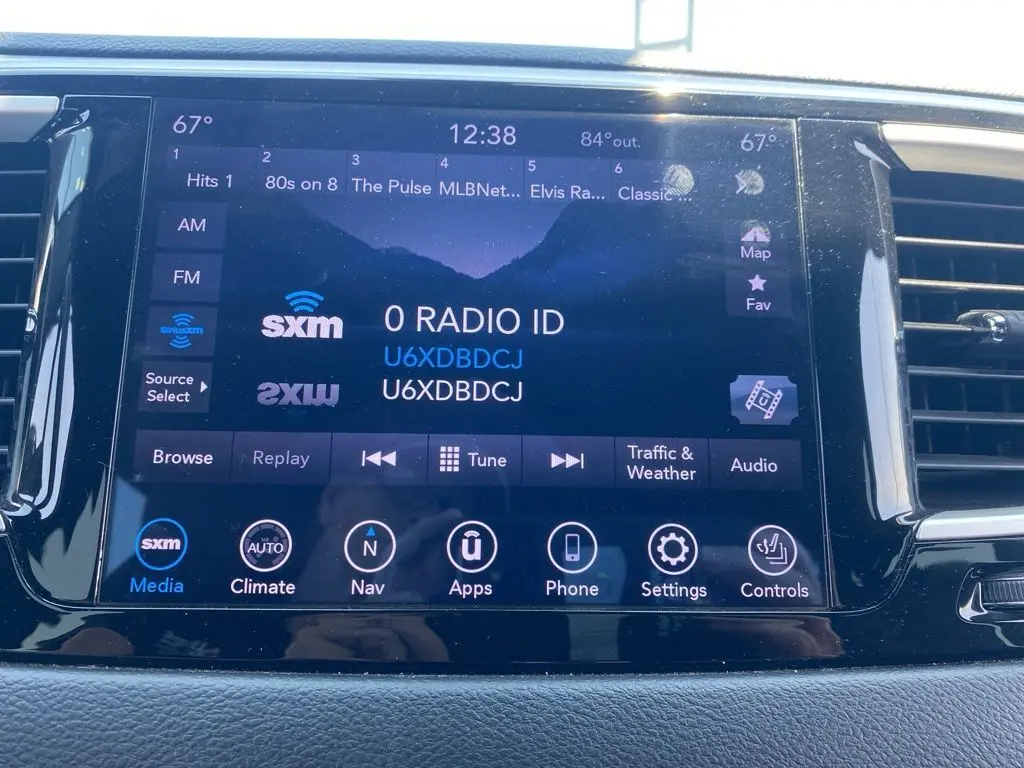 67° 12:38 84°out. 67°
1 2 3 4 5 6
Hits 1 80s on 8 The Pulse MLBNet... Elvis Ra... Classic ...
AM
FM
SiriusXM
Source
Select
Map
Fav
sxm
0 RADIO ID
U6XDBDCJ
U6XDBDCJ
Browse Replay Tune Traffic &
Weather Audio
sxm AUTO N u
Media Climate Nav Apps Phone Settings Controls